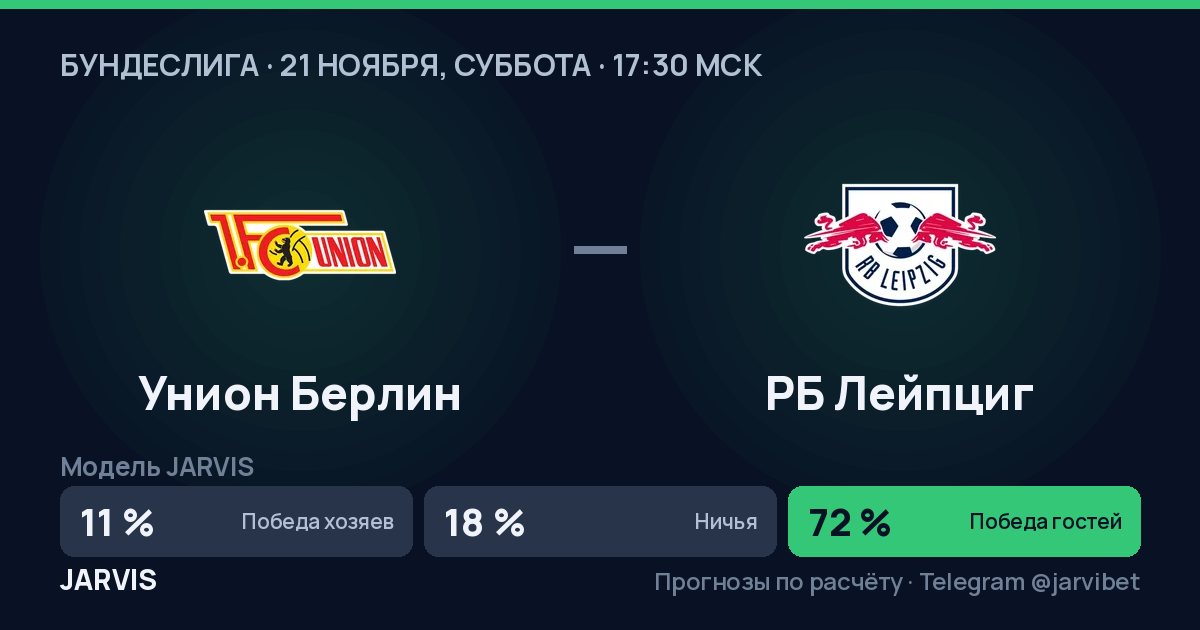 БУНДЕСЛИГА · 21 НОЯБРЯ, СУББОТА · 17:30 МСК
1.FC UNION
RB LEIPZIG
Унион Берлин
РБ Лейпциг
Модель JARVIS
11 % Победа хозяев
18 % Ничья
72 % Победа гостей
JARVIS
Прогнозы по расчёту · Telegram @jarvibet